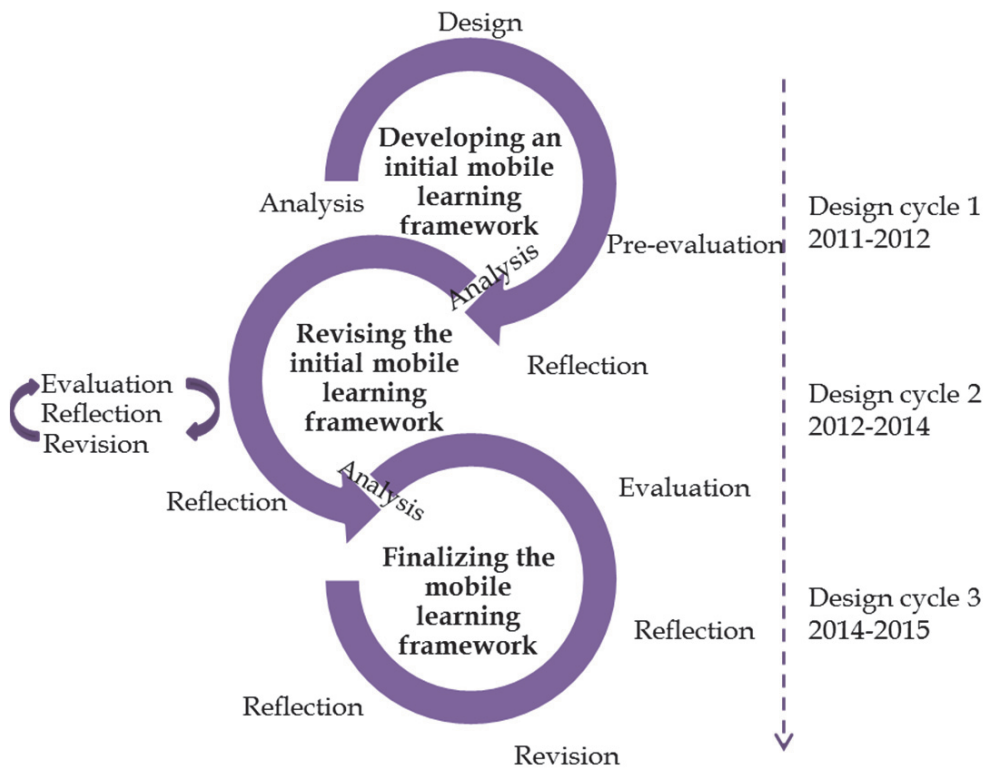 Design
Developing an
initial mobile
learning
framework
Analysis
Pre-evaluation
Design cycle 1
2011-2012
Analysis
Reflection
Revising the
initial mobile
learning
framework
Evaluation
Reflection
Revision
Design cycle 2
2012-2014
Reflection
Analysis
Evaluation
Finalizing the
mobile
learning
framework
Reflection
Design cycle 3
2014-2015
Reflection
Revision